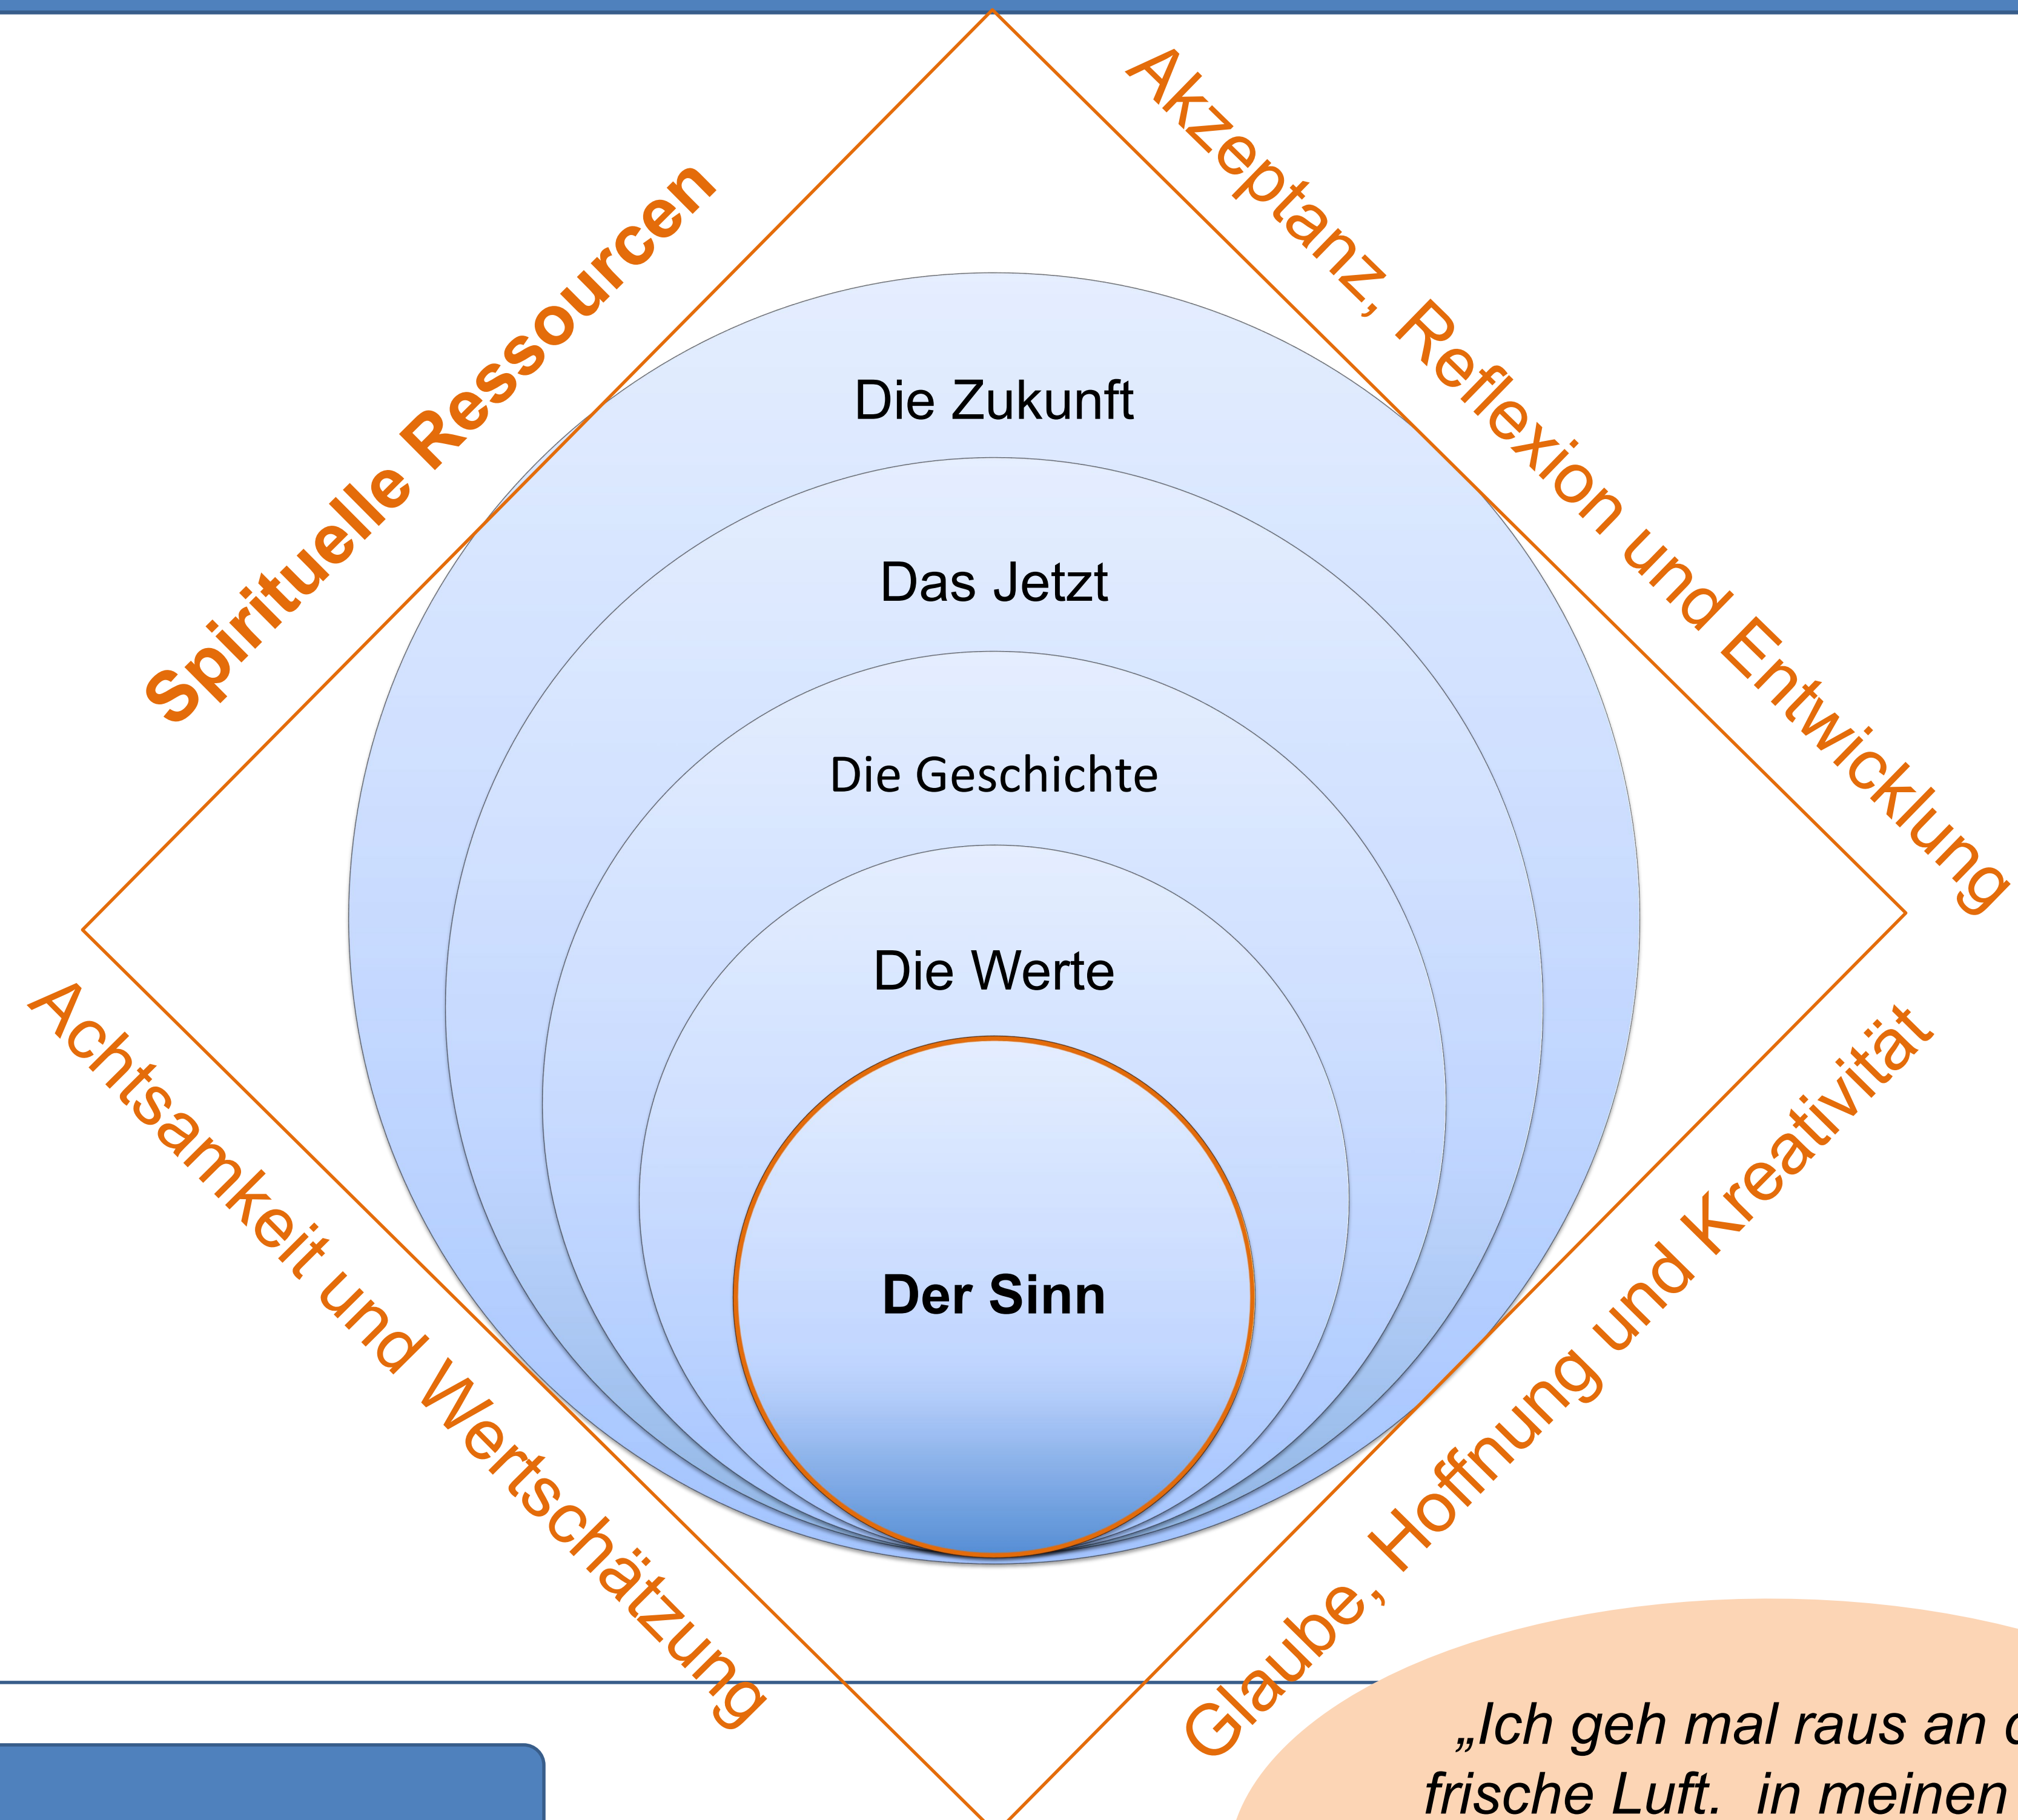 Spirituelle Ressourcen
Akzeptanz, Reflexion und Entwicklung
Die Zukunft
Das Jetzt
Die Geschichte
Die Werte
Der Sinn
Achtsamkeit und Wertschätzung
Glaube, Hoffnung und Kreativität
„Ich geh mal raus an
frische Luft. in meinen